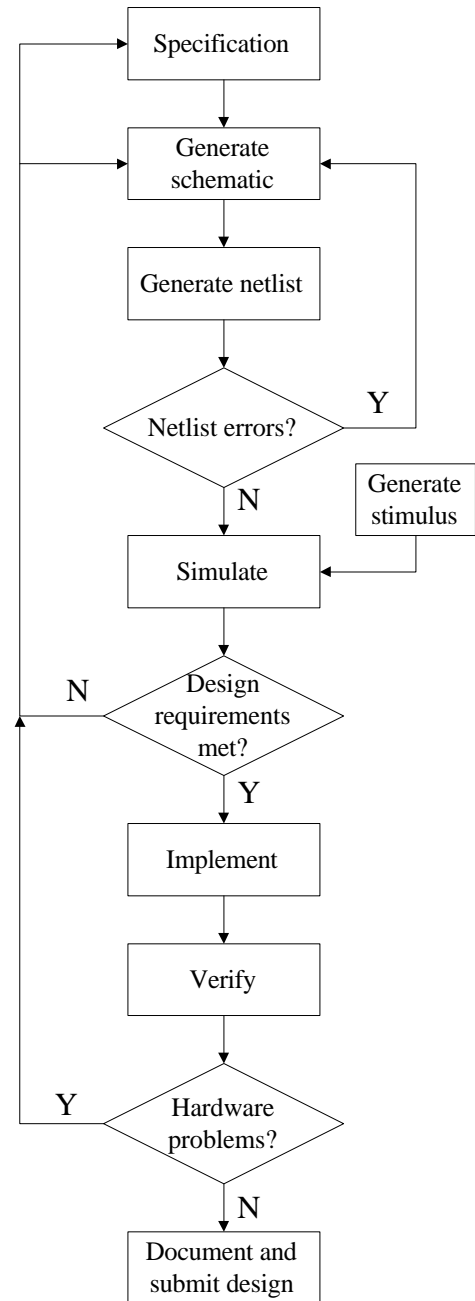 Specification
Generate
schematic
Generate netlist
Netlist errors?
Y
N
Generate
stimulus
Simulate
Design
requirements
met?
N
Y
Implement
Verify
Hardware
problems?
Y
N
Document and
submit design